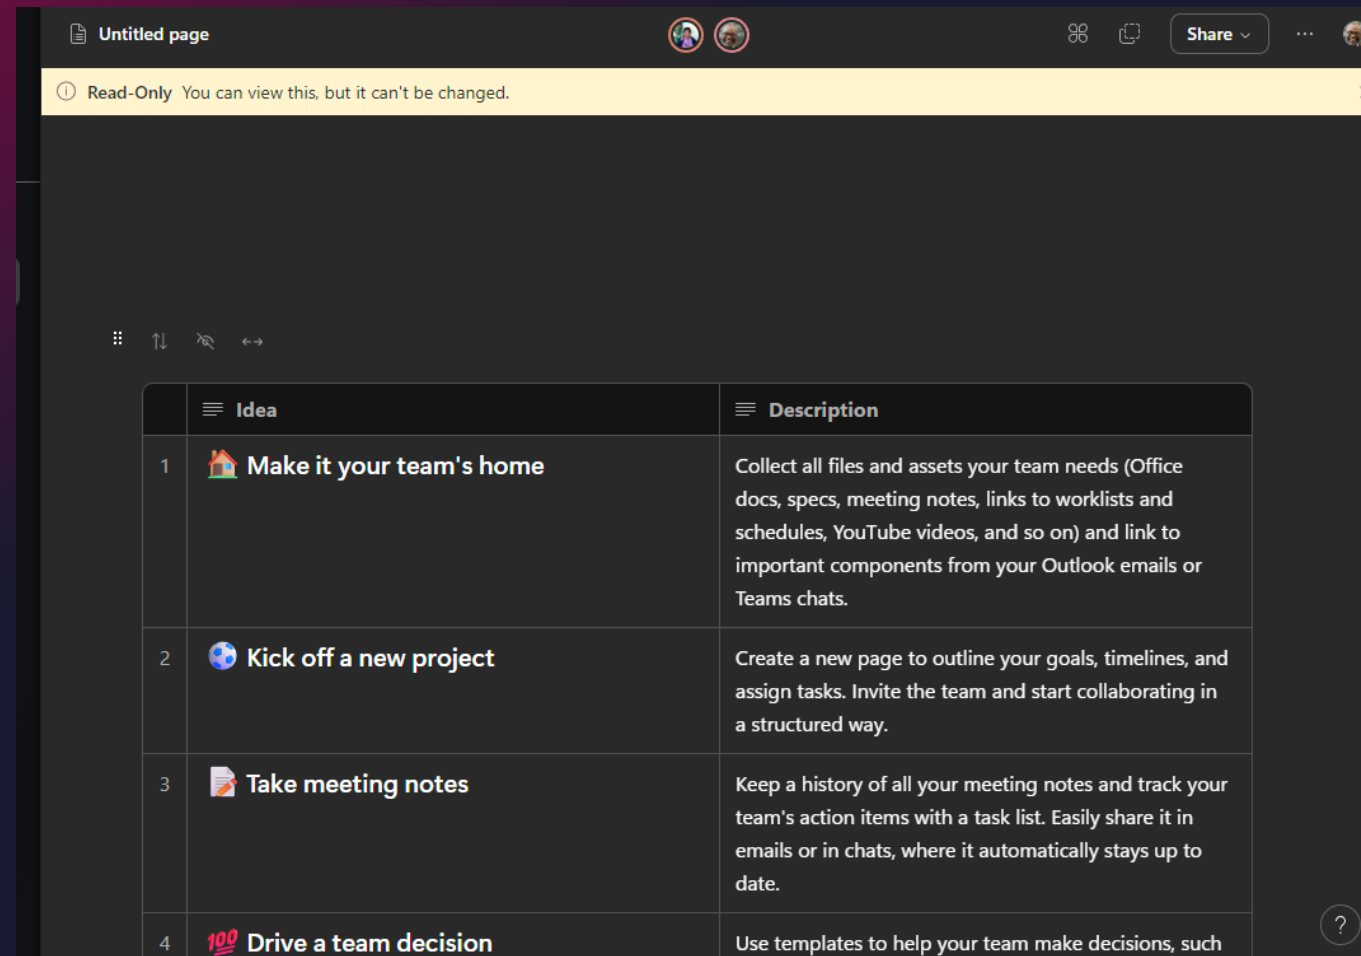 Untitled page
Share
Read-Only You can view this, but it can't be changed.
Idea
Description
1
Make it your team's home
Collect all files and assets your team needs (Office
docs, specs, meeting notes, links to worklists and
schedules, YouTube videos, and so on) and link to
important components from your Outlook emails or
Teams chats.
2
Kick off a new project
Create a new page to outline your goals, timelines, and
assign tasks. Invite the team and start collaborating in
a structured way.
3
Take meeting notes
Keep a history of all your meeting notes and track your
team's action items with a task list. Easily share it in
emails or in chats, where it automatically stays up to
date.
4
💯 Drive a team decision
Use templates to help your team make decisions, such
?